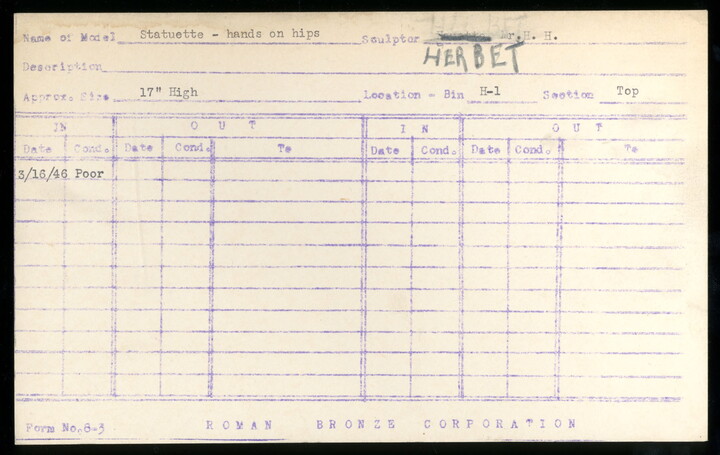 HERBET
Name of Model Statuette - hands on hips Sculptor Mr. H. H.
HERBET
Description
Approx. Size 17" High Location - Bin H-1 Section Top
IN OUT IN OUT
Date Cond. Date Cond. To Date Cond. Date Cond. To
3/16/46 Poor
Form No. 8-3 ROMAN BRONZE CORPORATION